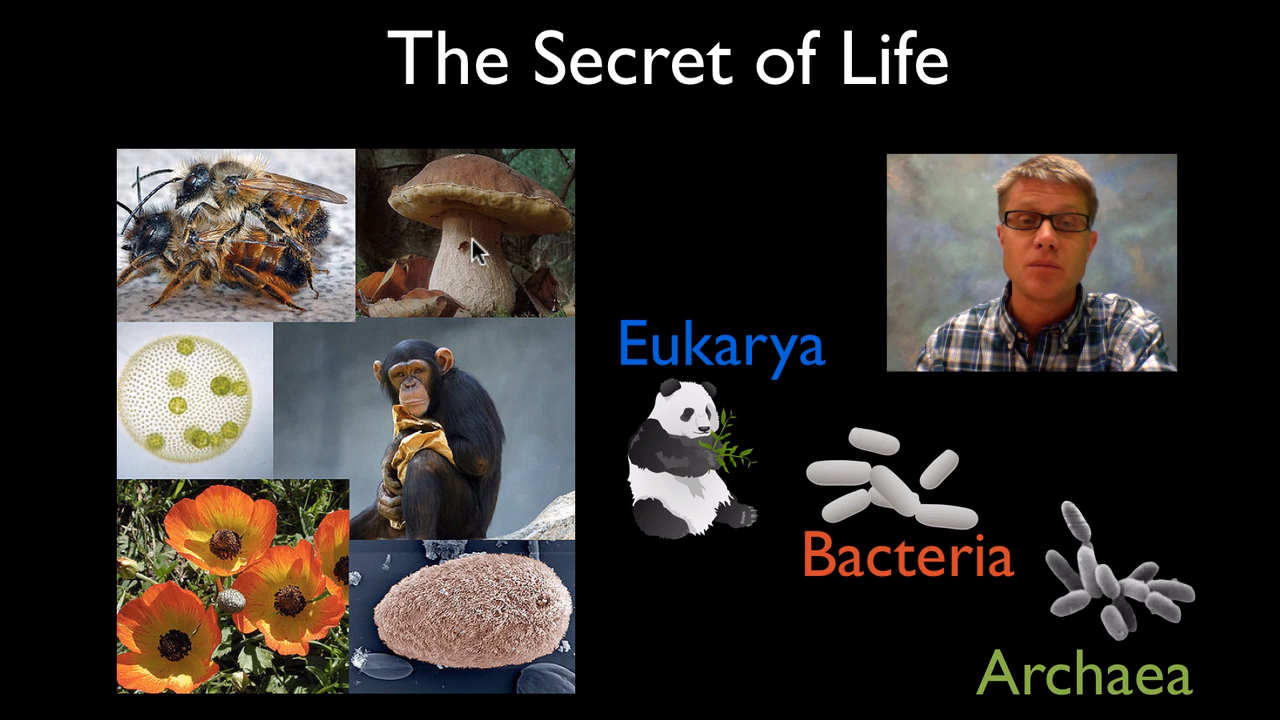 The Secret of Life
Eukarya
Bacteria
Archaea